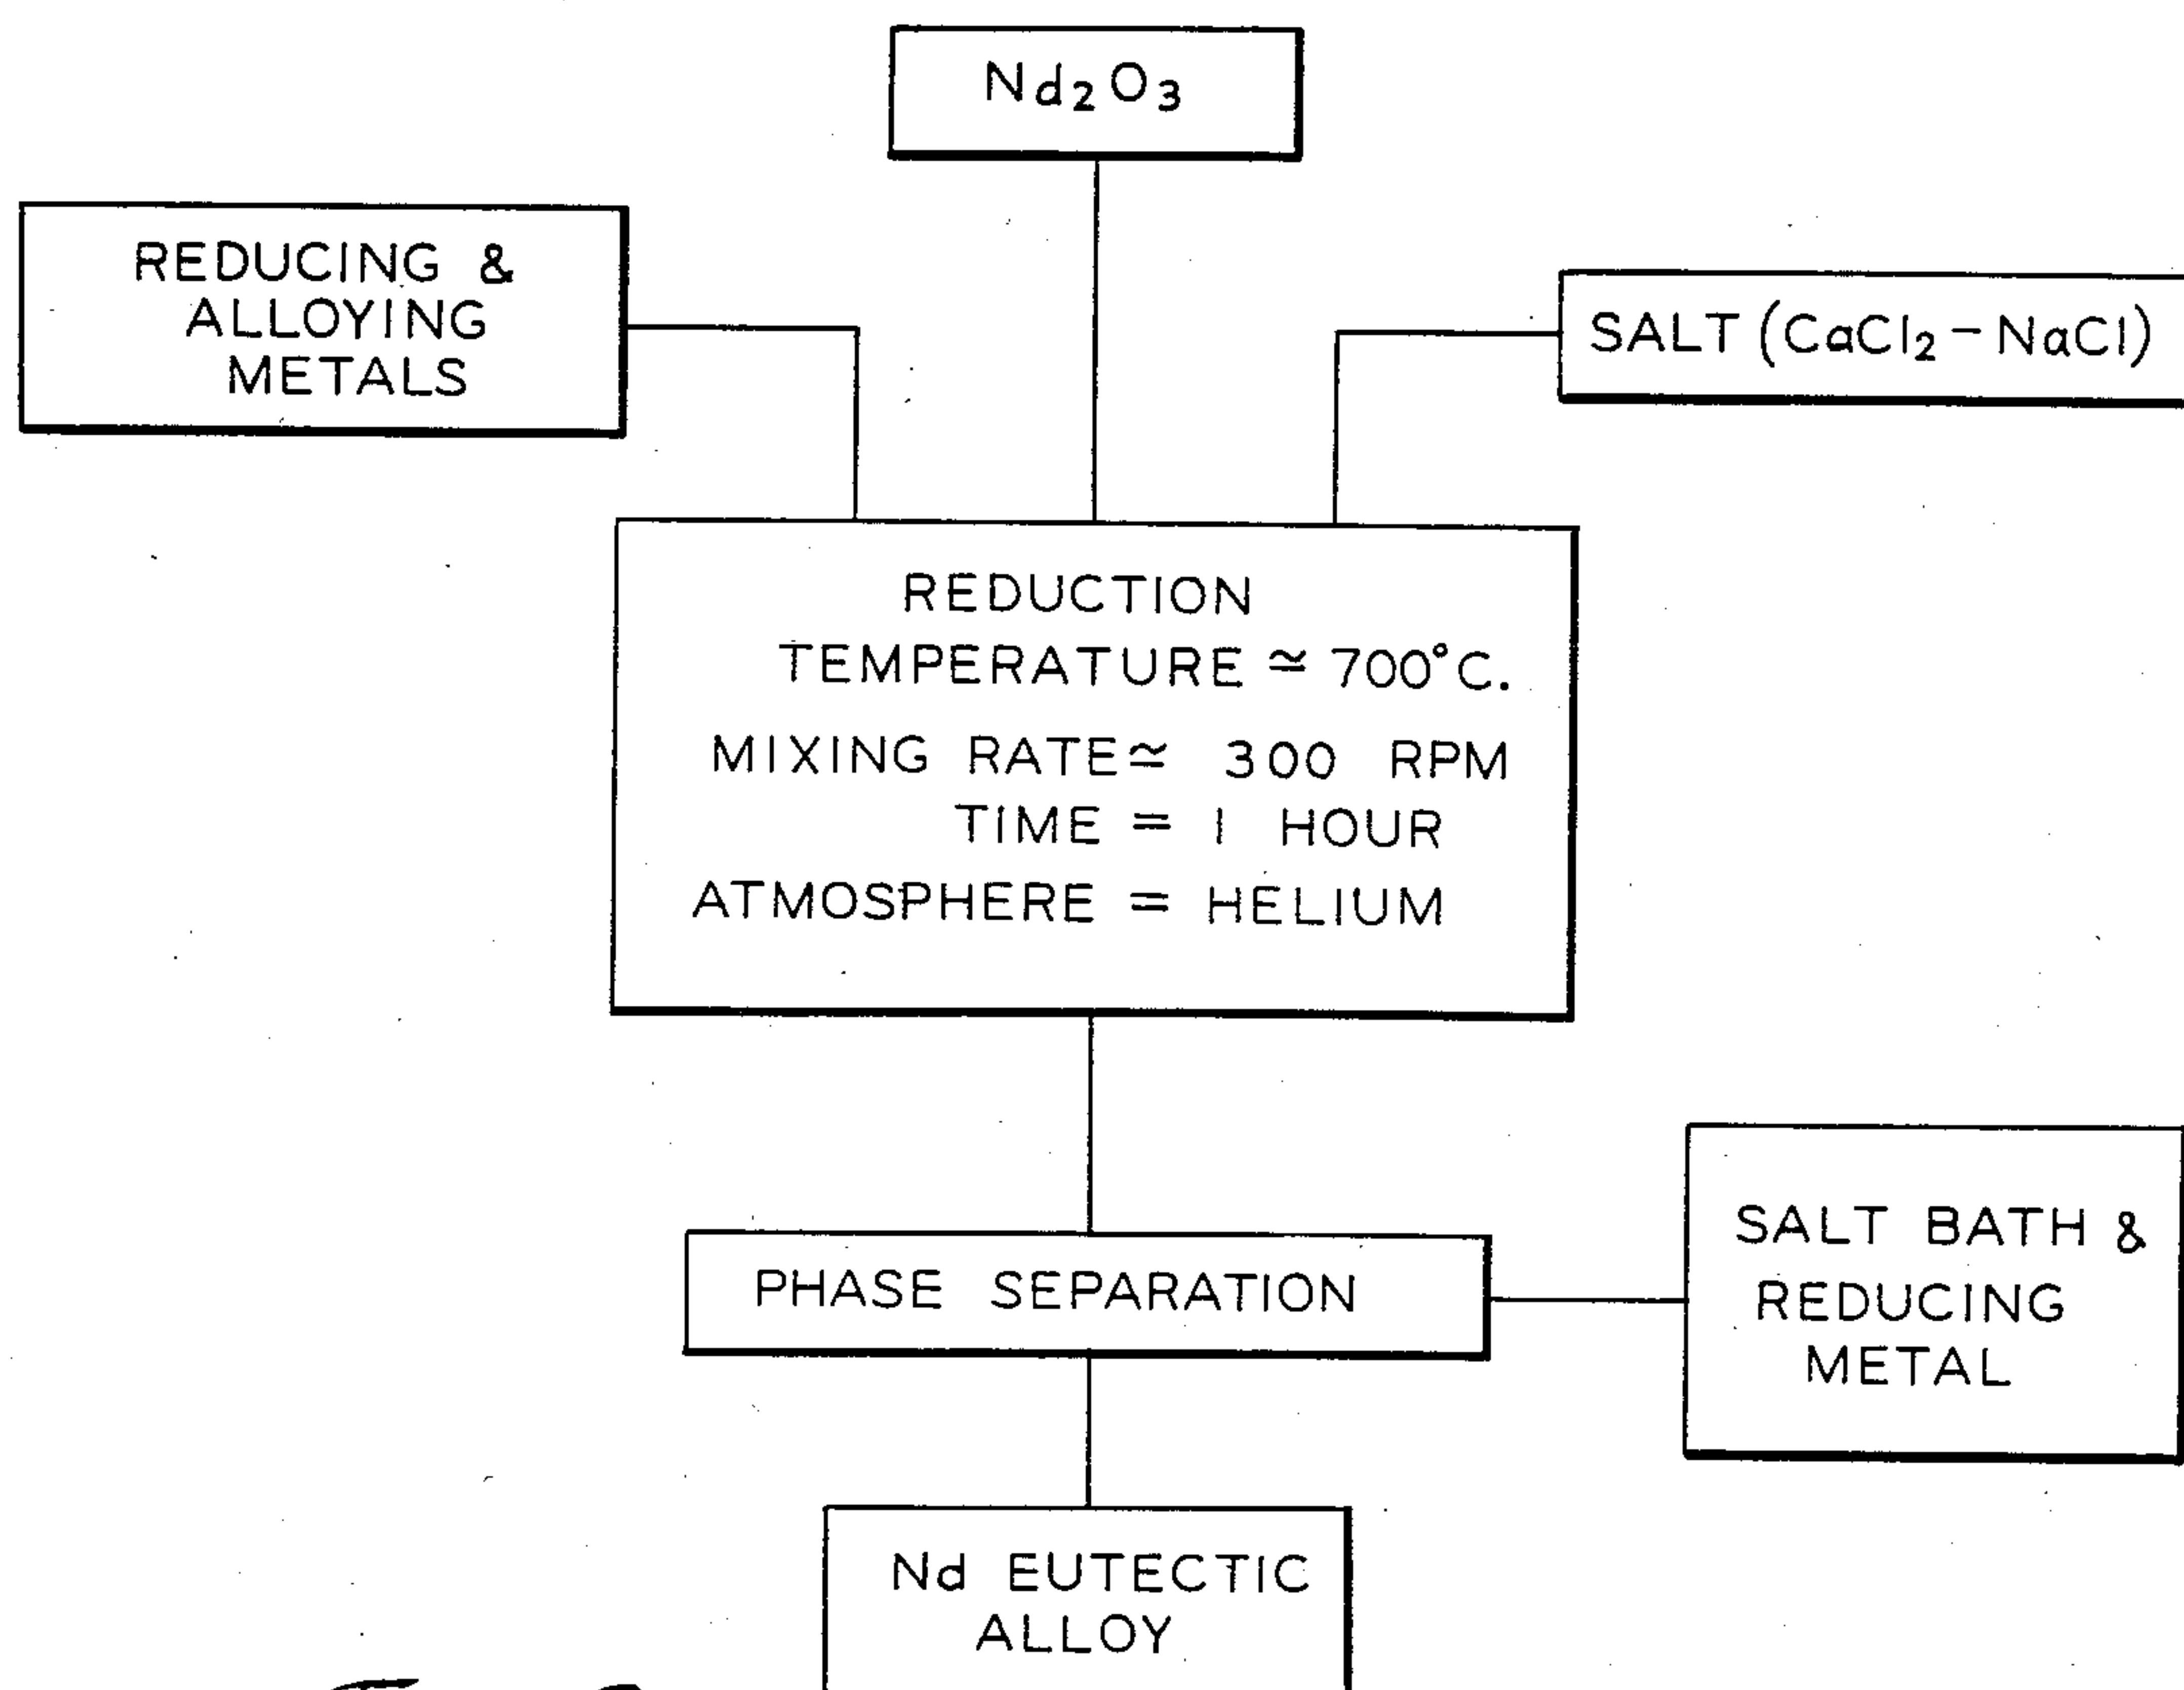 Nd₂O₃
REDUCING &
ALLOYING
METALS
SALT (CaCl₂ – NaCl)
REDUCTION
TEMPERATURE ≃ 700°C.
MIXING RATE ≃ 300 RPM
TIME = 1 HOUR
ATMOSPHERE = HELIUM
PHASE SEPARATION
SALT BATH &
REDUCING
METAL
Nd EUTECTIC
ALLOY